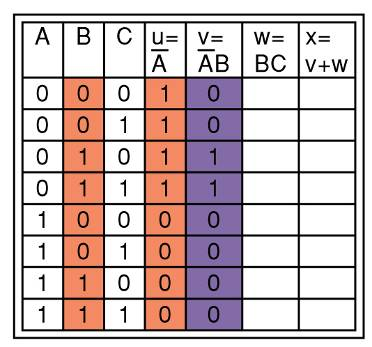 A B C u= v= w= x=
A̅ A̅B BC v+w
0 0 0 1 0
0 0 1 1 0
0 1 0 1 1
0 1 1 1 1
1 0 0 0 0
1 0 1 0 0
1 1 0 0 0
1 1 1 0 0